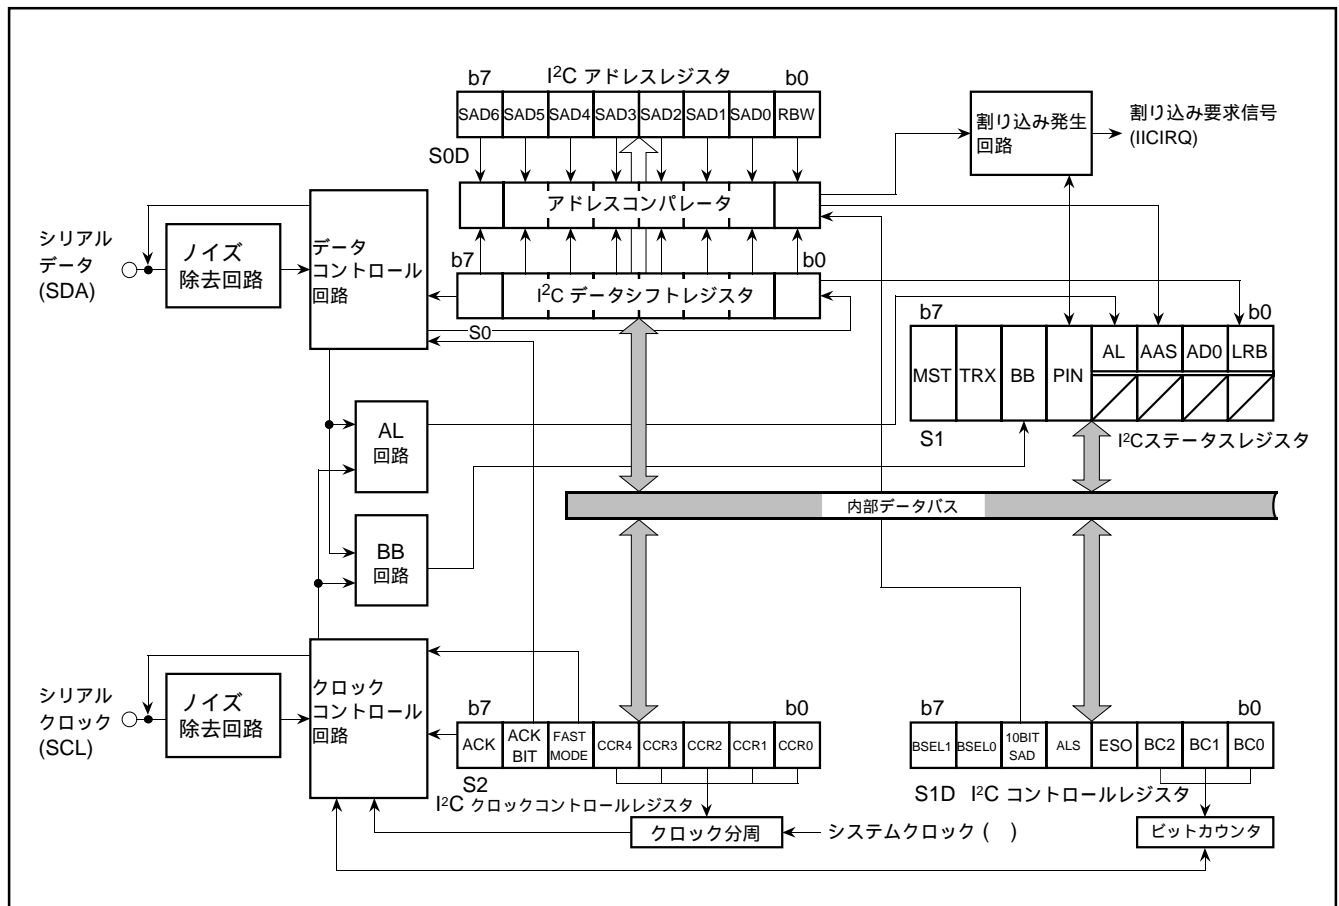 I²C アドレスレジスタ
b7
b0
SAD6 SAD5 SAD4 SAD3 SAD2 SAD1 SAD0 RBW
S0D
アドレスコンパレータ
b7
b0
I²C データシフトレジスタ
S0
割り込み発生
回路
割り込み要求信号
(IICIRQ)
シリアル
データ
(SDA)
ノイズ
除去回路
データ
コントロール
回路
b7
b0
MST TRX BB PIN AL AAS AD0 LRB
S1
I²Cステータスレジスタ
AL
回路
BB
回路
内部データバス
シリアル
クロック
(SCL)
ノイズ
除去回路
クロック
コントロール
回路
b7
b0
ACK
ACK
BIT
FAST
MODE
CCR4 CCR3 CCR2 CCR1 CCR0
S2
I²C クロックコントロールレジスタ
クロック分周
システムクロック ( )
b7
b0
BSEL1 BSEL0
10BIT
SAD
ALS ESO BC2 BC1 BC0
S1D I²C コントロールレジスタ
ビットカウンタ